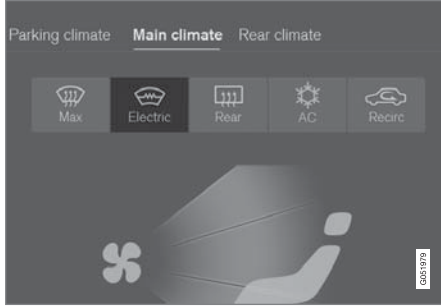 Parking climate Main climate Rear climate
Max Electric Rear AC Recirc
G051979